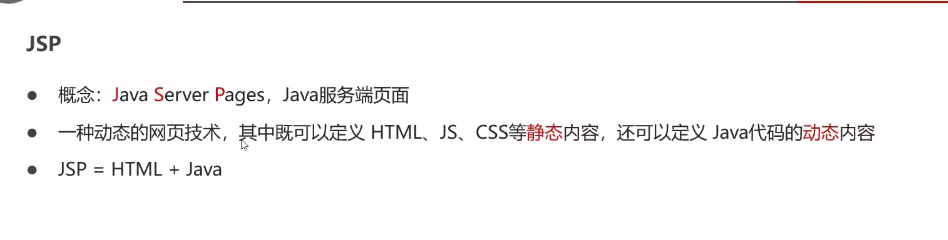 JSP
● 概念：Java Server Pages，Java服务端页面
● 一种动态的网页技术，其中既可以定义 HTML、JS、CSS等静态内容，还可以定义 Java代码的动态内容
● JSP = HTML + Java